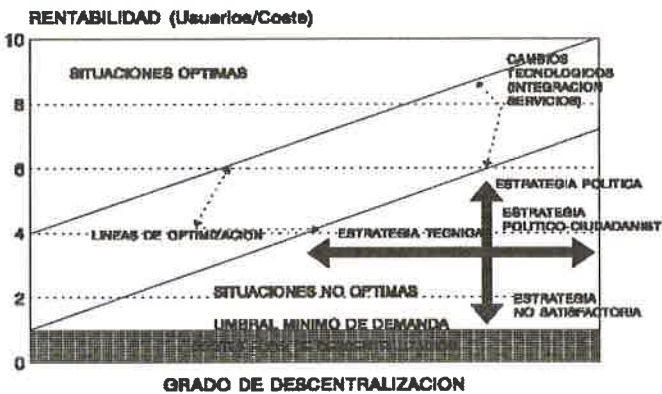 RENTABILIDAD (Usuarios/Coste)
10
SITUACIONES OPTIMAS
CAMBIOS
TECNOLOGICOS
(INTEGRACION
SERVICIOS)
8
6
ESTRATEGIA POLITICA
ESTRATEGIA
POLITICO-CIUDADANIST
LINEAS DE OPTIMIZACION
ESTRATEGIA TECNICA
4
SITUACIONES NO OPTIMAS
2
ESTRATEGIA
NO SATISFACTORIA
UMBRAL MINIMO DE DEMANDA
DE DESCENTRALIZACION
0
GRADO DE DESCENTRALIZACION